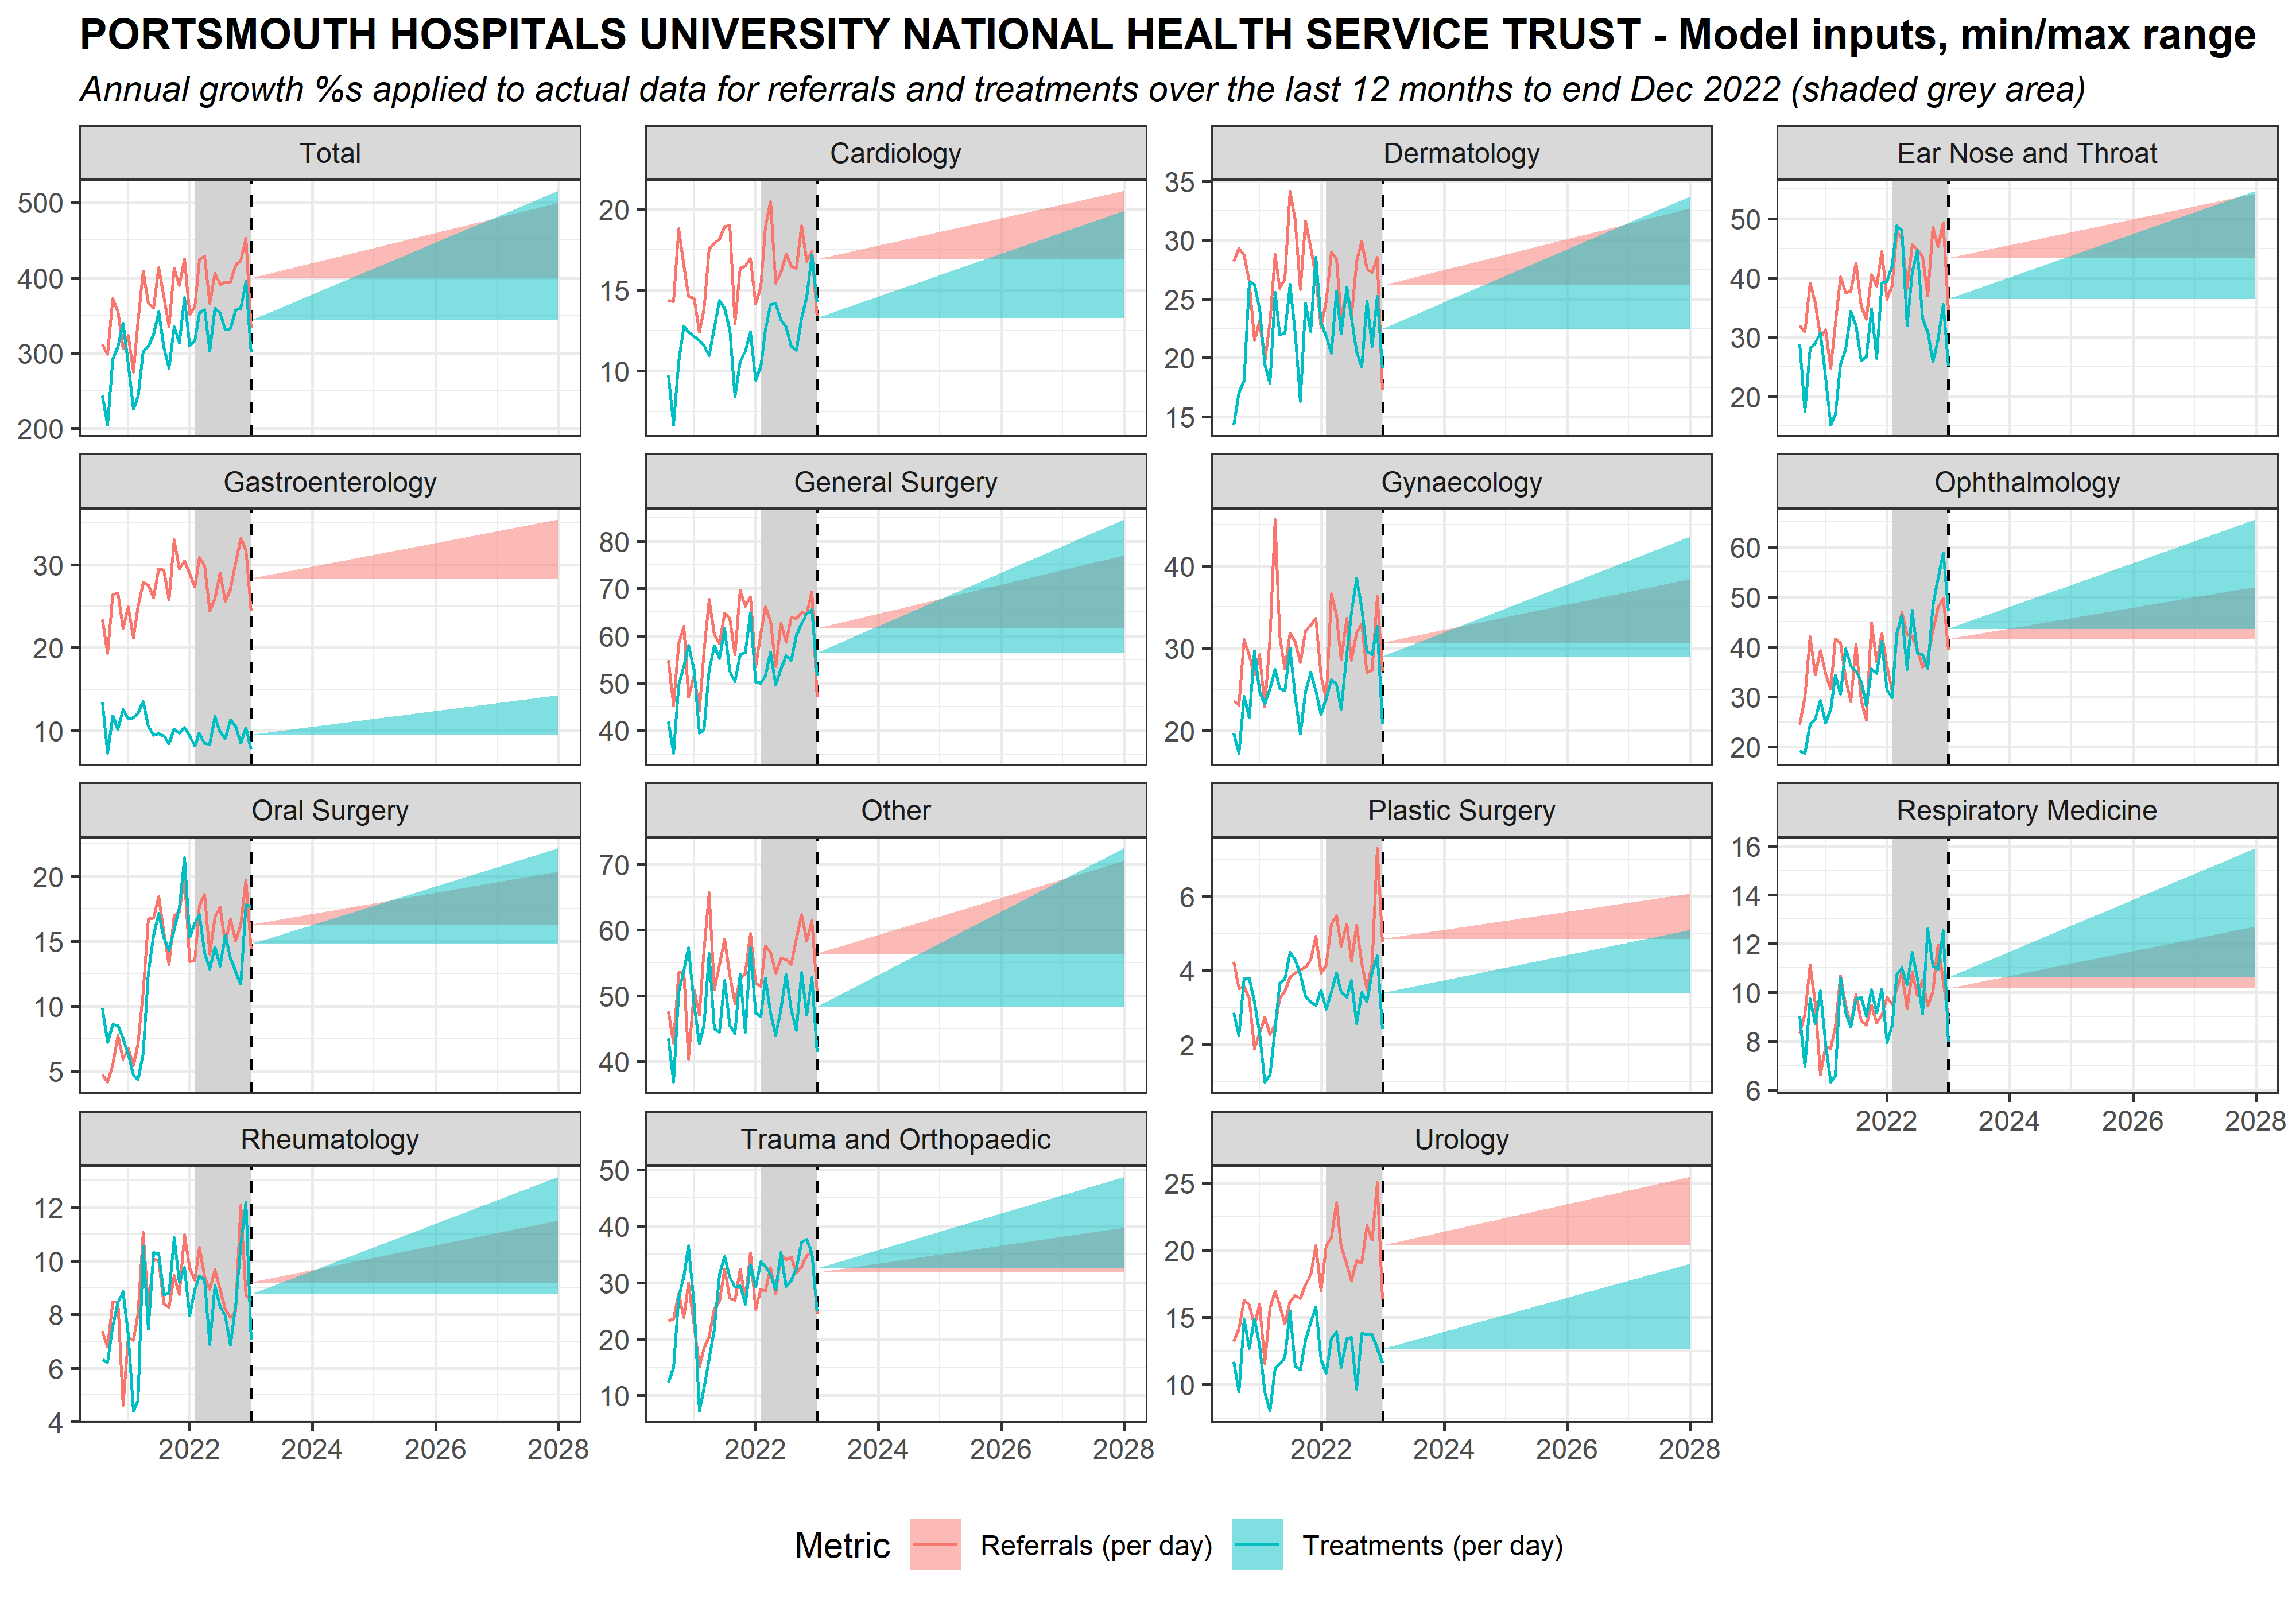 PORTSMOUTH HOSPITALS UNIVERSITY NATIONAL HEALTH SERVICE TRUST - Model inputs, min/max range
Annual growth %s applied to actual data for referrals and treatments over the last 12 months to end Dec 2022 (shaded grey area)
Total
500
400
300
200
Cardiology
20
15
10
Dermatology
35
30
25
20
15
Ear Nose and Throat
50
40
30
20
Gastroenterology
30
20
10
General Surgery
80
70
60
50
40
Gynaecology
40
30
20
Ophthalmology
60
50
40
30
20
Oral Surgery
20
15
10
5
Other
70
60
50
40
Plastic Surgery
6
4
2
Respiratory Medicine
16
14
12
10
8
6
2022 2024 2026 2028
Rheumatology
12
10
8
6
4
2022 2024 2026 2028
Trauma and Orthopaedic
50
40
30
20
10
2022 2024 2026 2028
Urology
25
20
15
10
2022 2024 2026 2028
Metric Referrals (per day) Treatments (per day)